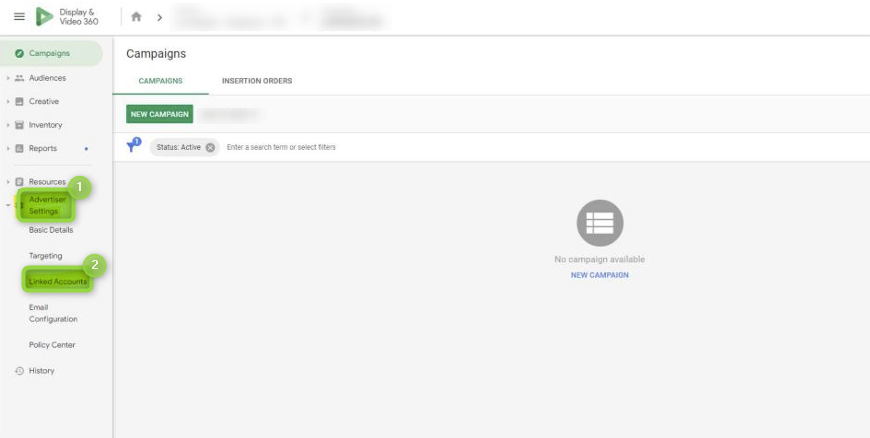 Display &
Video 360
Campaigns
Audiences
Creative
Inventory
Reports
Resources
1
Advertiser
Settings
Basic Details
Targeting
2
Linked Accounts
Email
Configuration
Policy Center
History
Campaigns
CAMPAIGNS INSERTION ORDERS
NEW CAMPAIGN
1
Status: Active Enter a search term or select filters
No campaign available
NEW CAMPAIGN